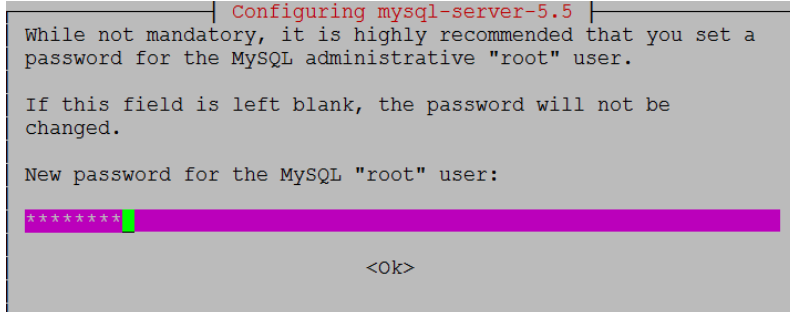 Configuring mysql-server-5.5
While not mandatory, it is highly recommended that you set a
password for the MySQL administrative "root" user.
If this field is left blank, the password will not be
changed.
New password for the MySQL "root" user:
********
<Ok>